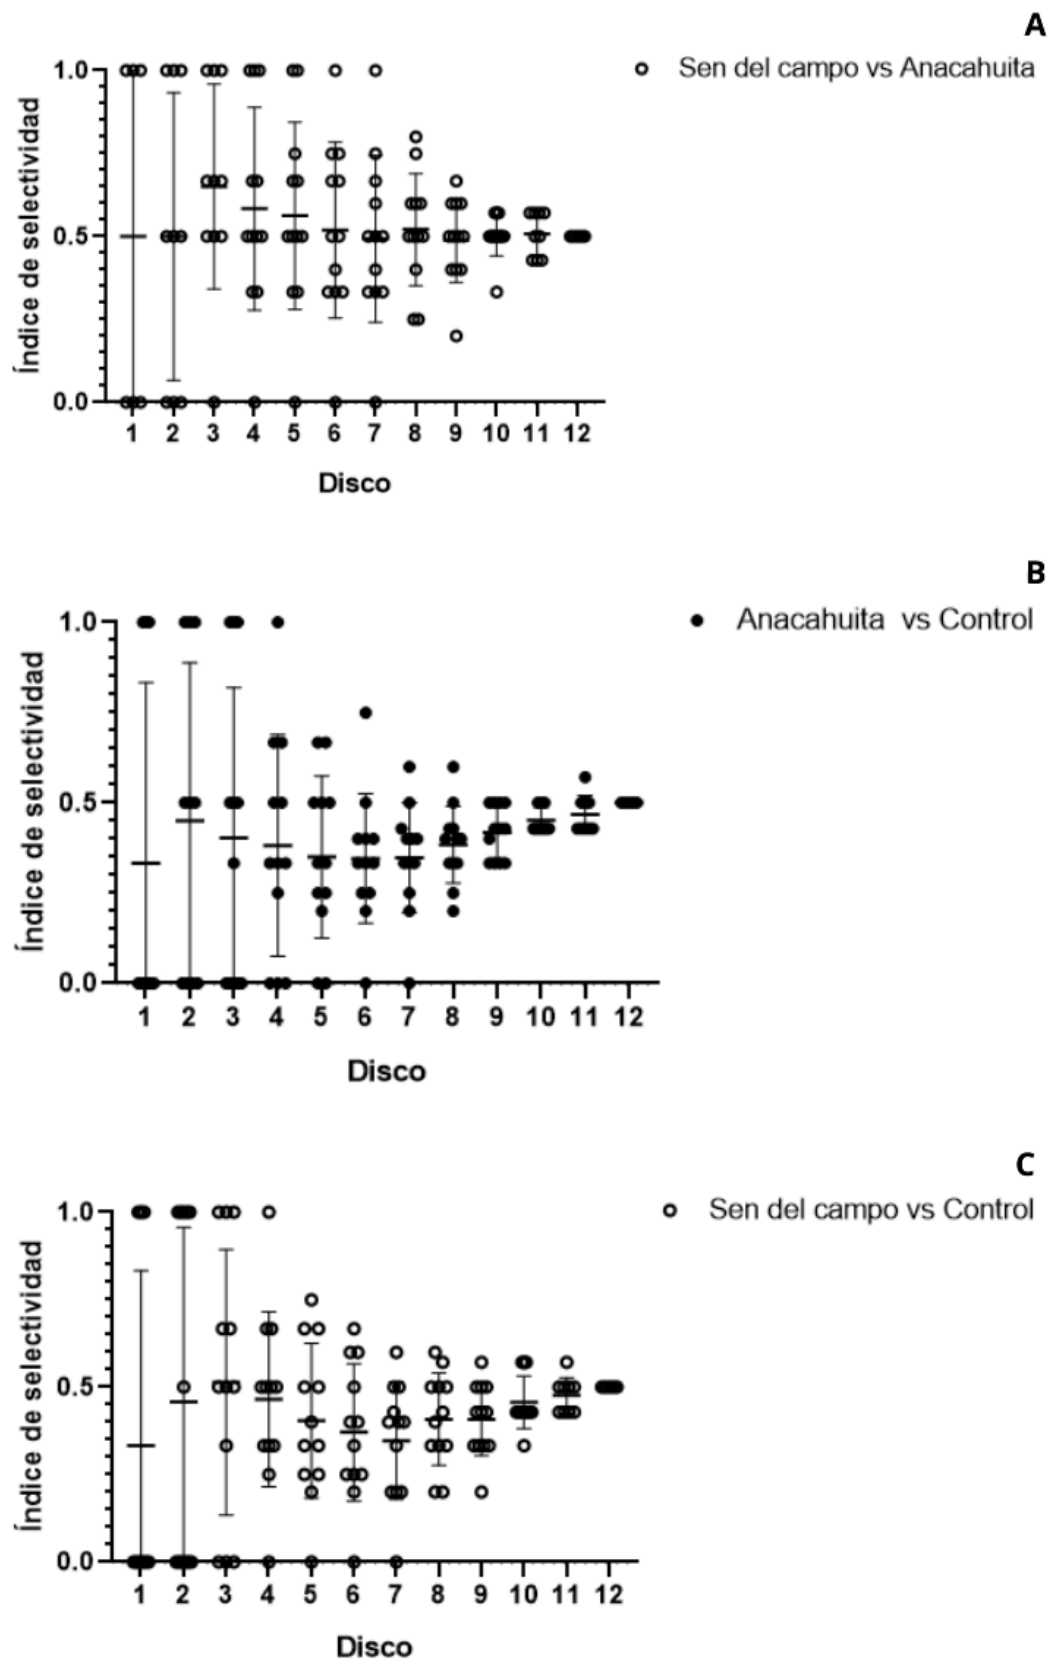 A
Sen del campo vs Anacahuita
Índice de selectividad
1.0
0.5
0.0
1 2 3 4 5 6 7 8 9 10 11 12
Disco
B
Anacahuita vs Control
Índice de selectividad
1.0
0.5
0.0
1 2 3 4 5 6 7 8 9 10 11 12
Disco
C
Sen del campo vs Control
Índice de selectividad
1.0
0.5
0.0
1 2 3 4 5 6 7 8 9 10 11 12
Disco